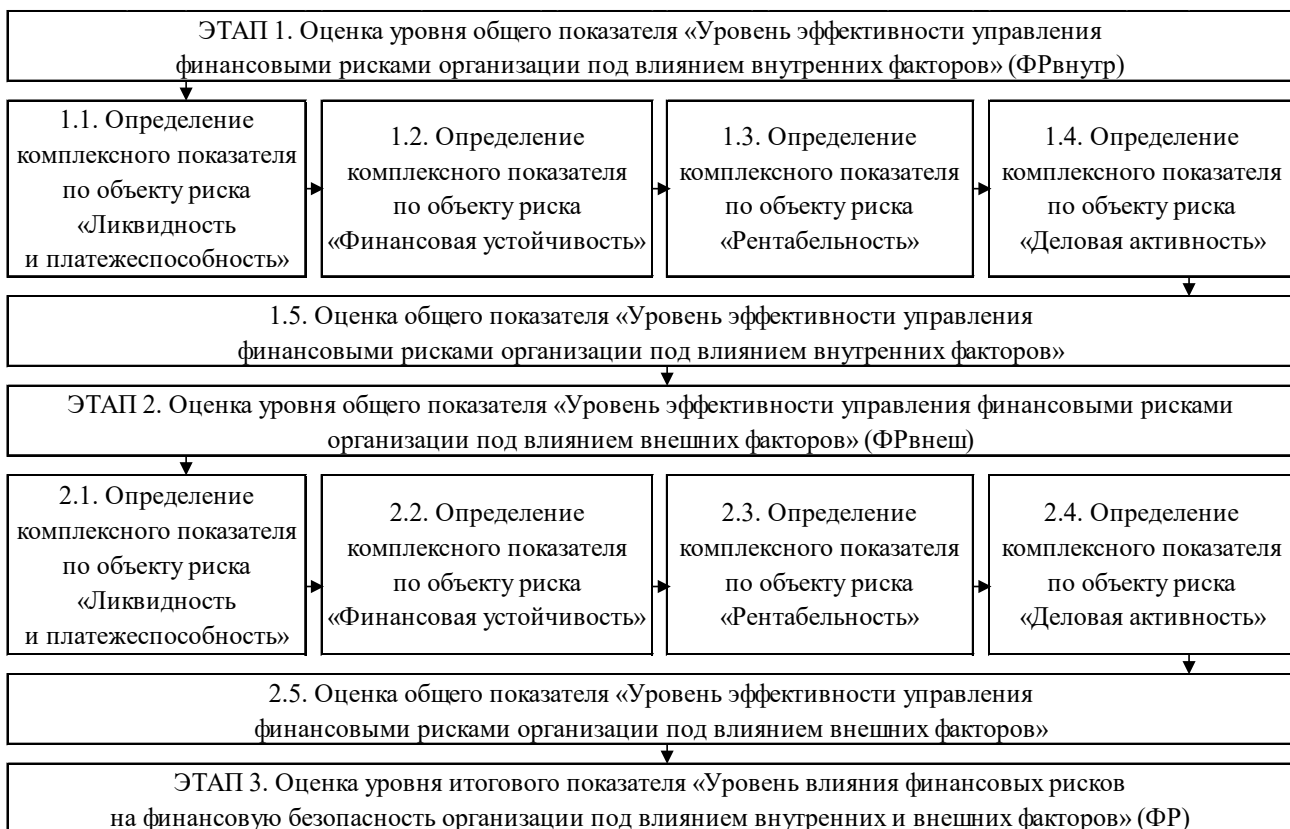 ЭТАП 1. Оценка уровня общего показателя «Уровень эффективности управления
финансовыми рисками организации под влиянием внутренних факторов» (ФРвнутр)
1.1. Определение
комплексного показателя
по объекту риска
«Ликвидность
и платежеспособность»
1.2. Определение
комплексного показателя
по объекту риска
«Финансовая устойчивость»
1.3. Определение
комплексного показателя
по объекту риска
«Рентабельность»
1.4. Определение
комплексного показателя
по объекту риска
«Деловая активность»
1.5. Оценка общего показателя «Уровень эффективности управления
финансовыми рисками организации под влиянием внутренних факторов»
ЭТАП 2. Оценка уровня общего показателя «Уровень эффективности управления финансовыми рисками
организации под влиянием внешних факторов» (ФРвнеш)
2.1. Определение
комплексного показателя
по объекту риска
«Ликвидность
и платежеспособность»
2.2. Определение
комплексного показателя
по объекту риска
«Финансовая устойчивость»
2.3. Определение
комплексного показателя
по объекту риска
«Рентабельность»
2.4. Определение
комплексного показателя
по объекту риска
«Деловая активность»
2.5. Оценка общего показателя «Уровень эффективности управления
финансовыми рисками организации под влиянием внешних факторов»
ЭТАП 3. Оценка уровня итогового показателя «Уровень влияния финансовых рисков
на финансовую безопасность организации под влиянием внутренних и внешних факторов» (ФР)